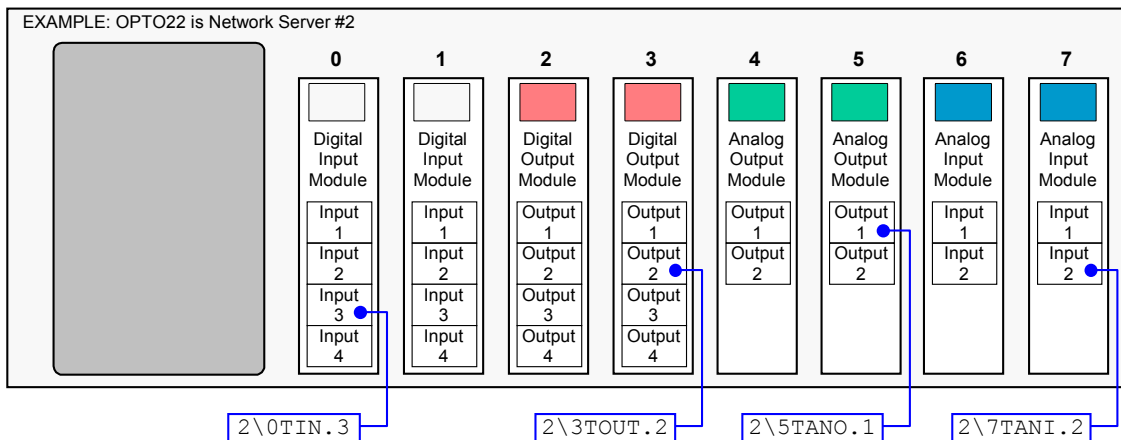 EXAMPLE: OPTO22 is Network Server #2
0 1 2 3 4 5 6 7
Digital Digital Digital Digital Analog Analog Analog Analog
Input Input Output Output Output Output Input Input
Module Module Module Module Module Module Module Module
Input Input Output Output Output Output Input Input
1 1 1 1 1 1 1 1
Input Input Output Output Output Output Input Input
2 2 2 2 2 2 2 2
Input Input Output Output
3 3 3 3
Input Input Output Output
4 4 4 4
2\0TIN.3 2\3TOUT.2 2\5TANO.1 2\7TANI.2